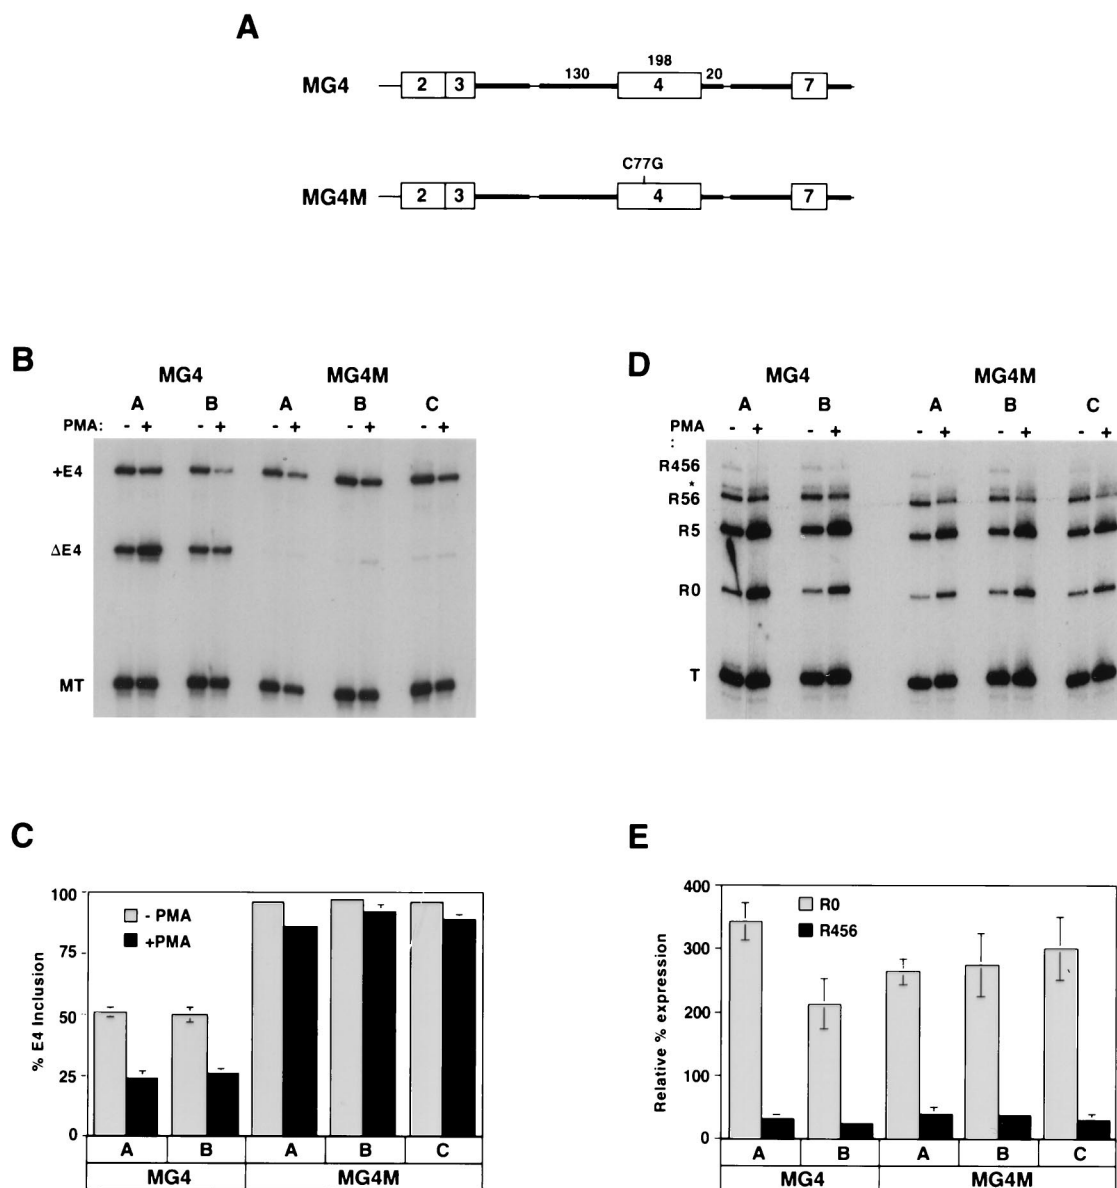 A
MG4
2 3 130 198 4 20 7
C77G
MG4M
2 3 4 7
B
MG4 MG4M
A B A B C
PMA: - + - + - + - + - +
+E4
ΔE4
MT
D
MG4 MG4M
A B A B C
PMA - + - + - + - + - +
:
R456
*
R56
R5
R0
T
C
% E4 Inclusion
100
75
50
25
0
- PMA
+PMA
A B A B C
MG4 MG4M
E
Relative % expression
400
300
200
100
0
R0
R456
A B A B C
MG4 MG4M